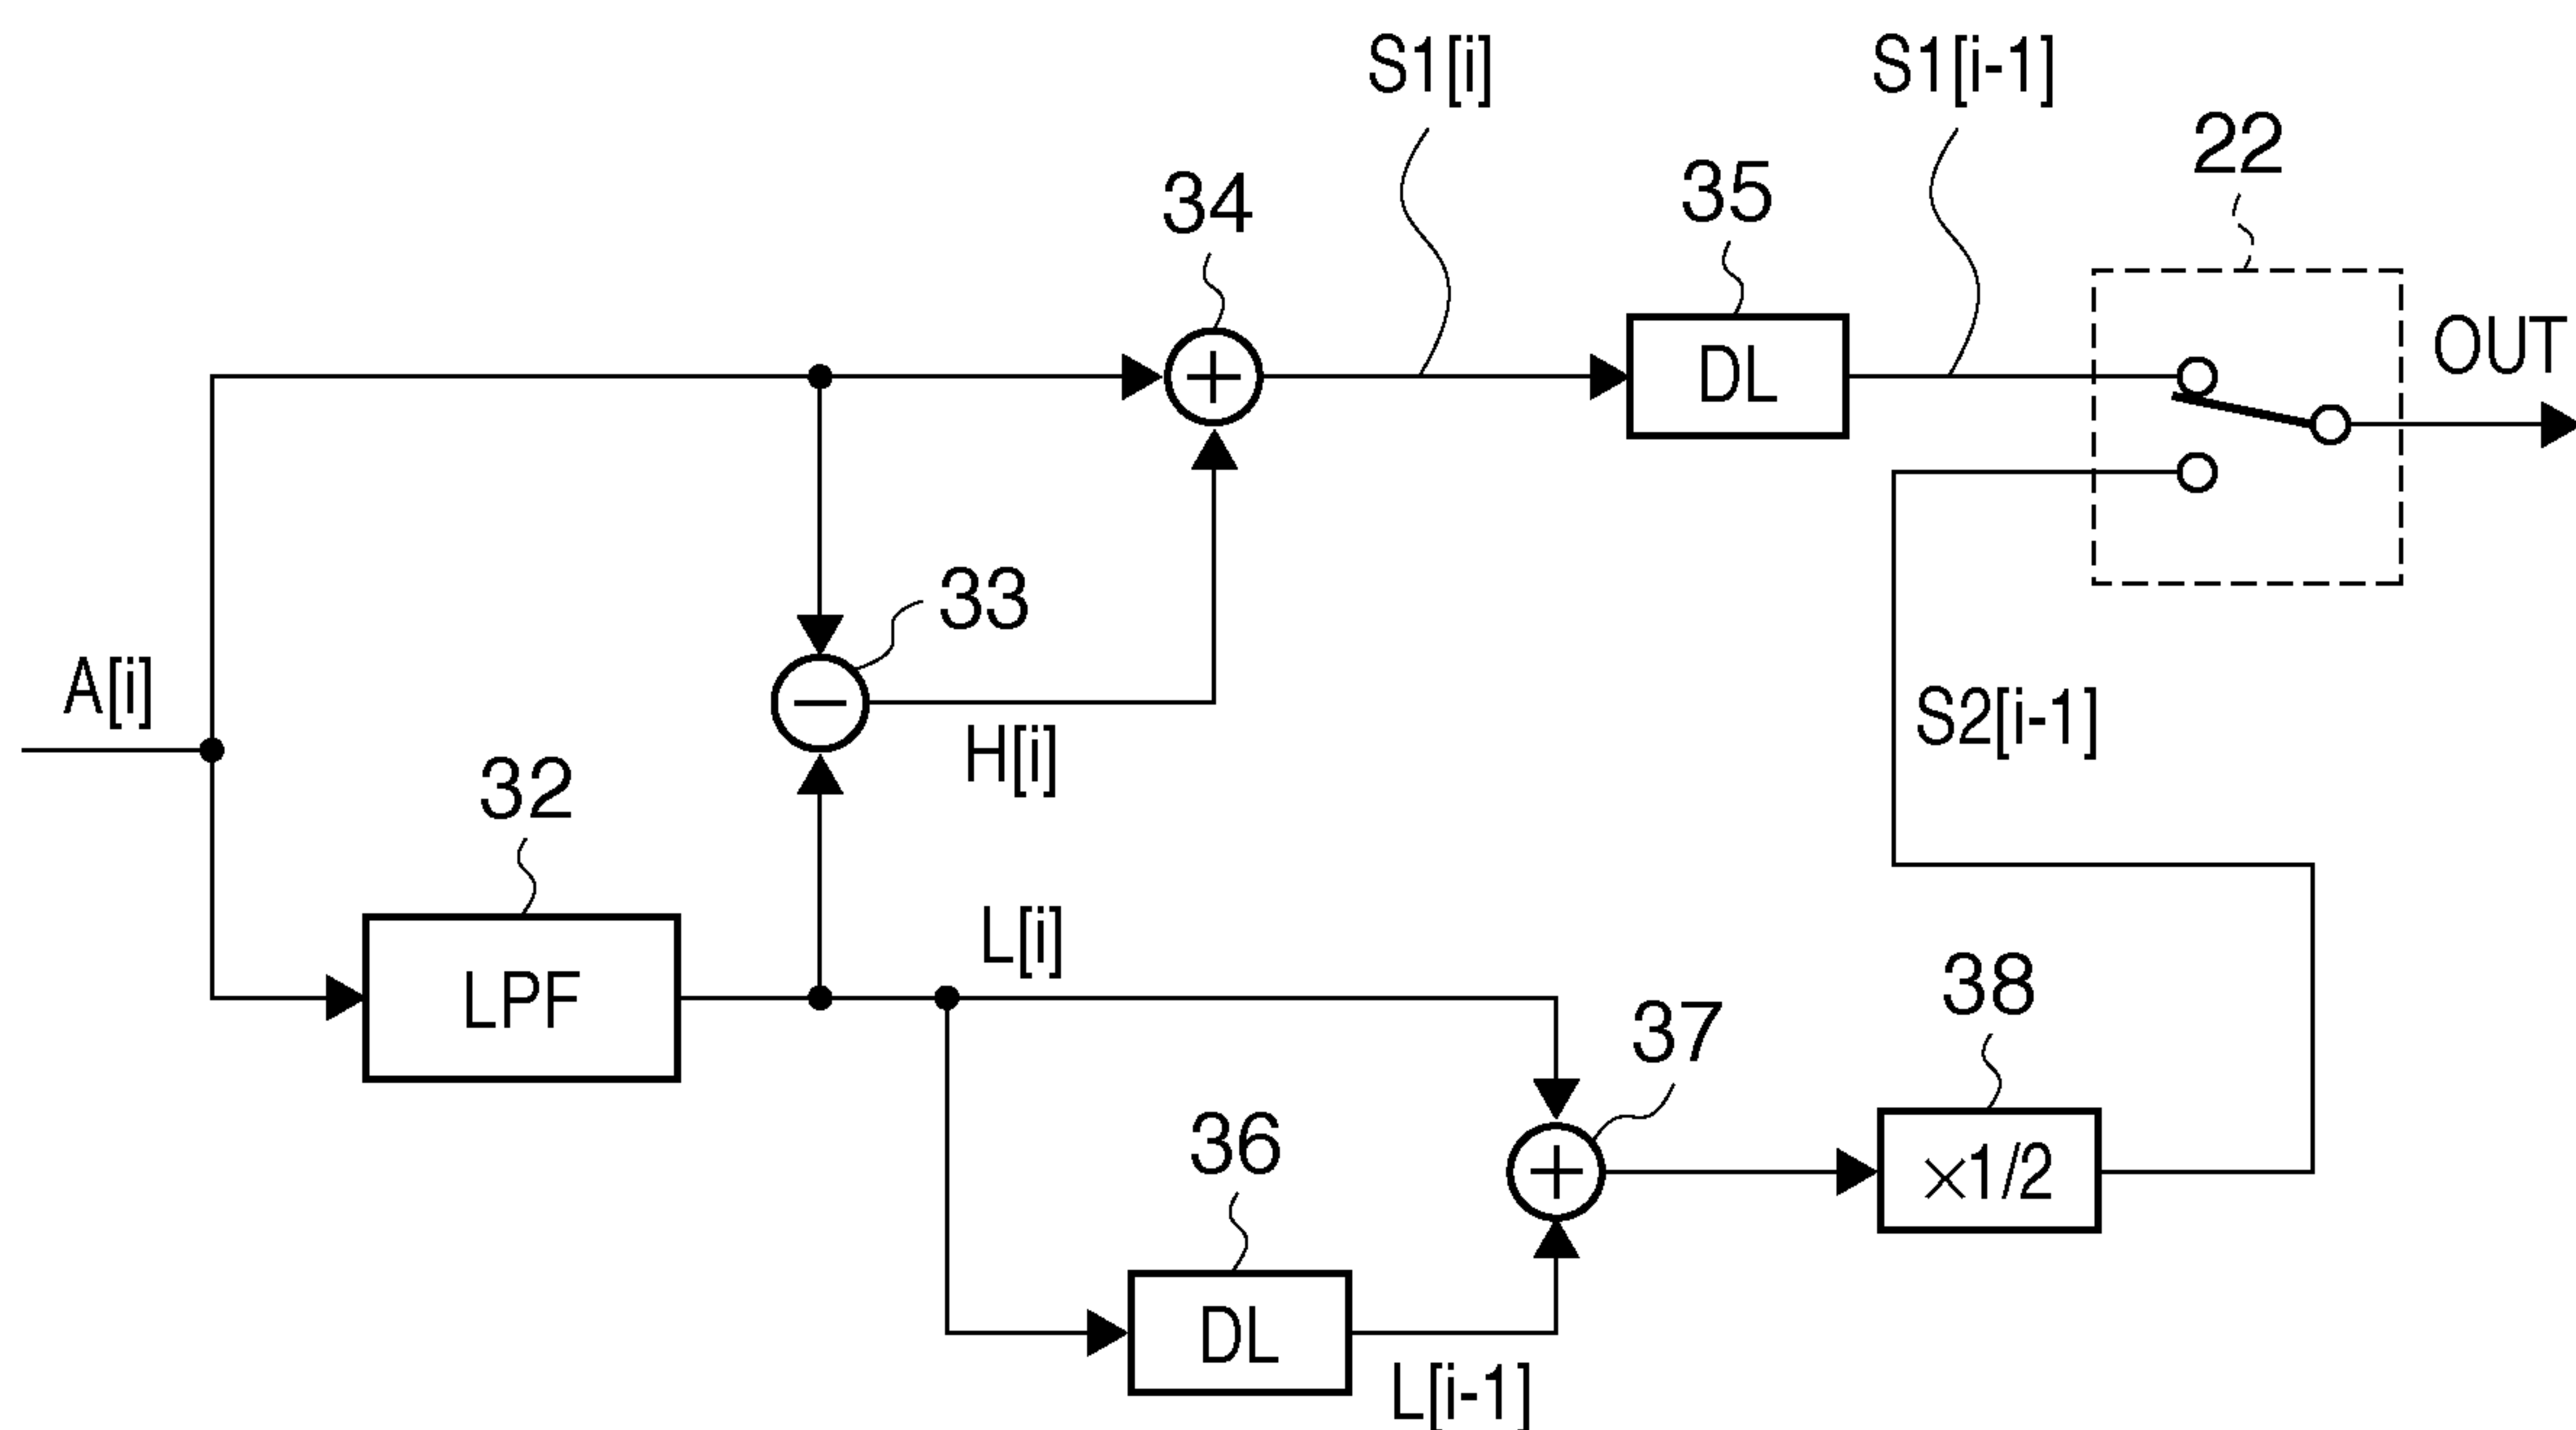 S1[i]
S1[i-1]
22
34
35
DL
OUT
+
33
−
A[i]
H[i]
S2[i-1]
32
LPF
L[i]
37
38
+
×1/2
36
DL
L[i-1]